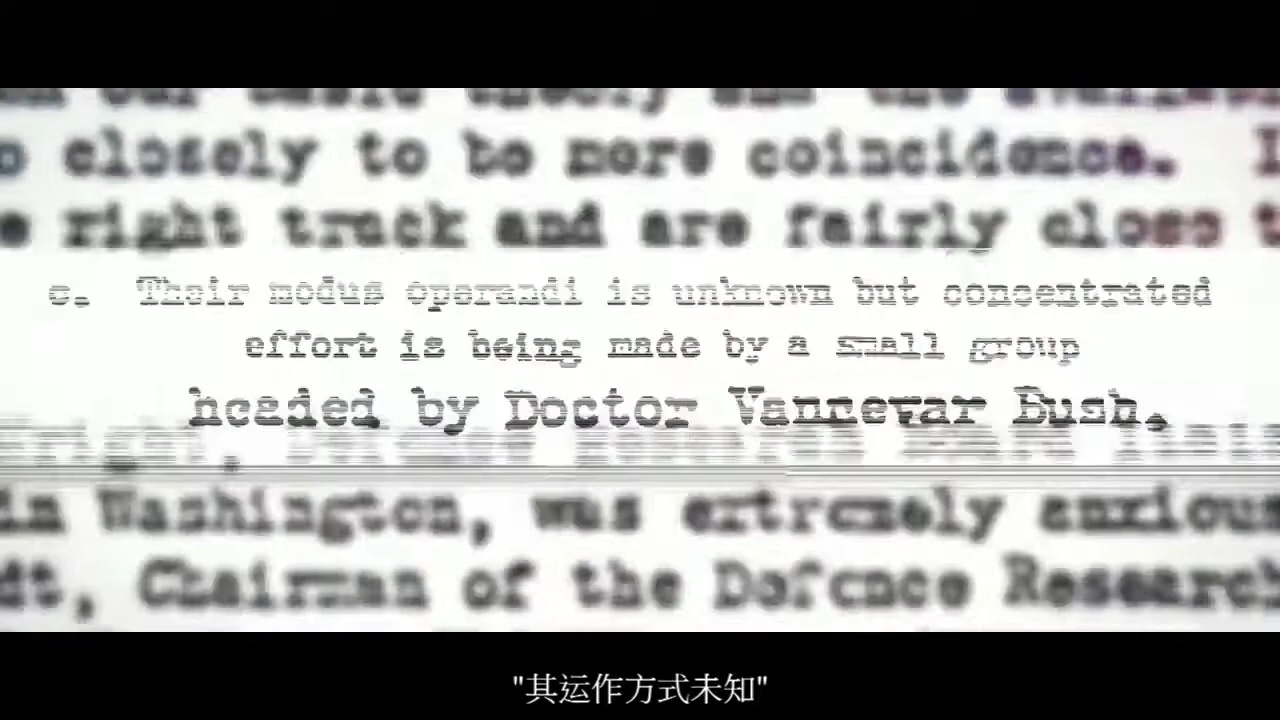 o closely to be mere coincidence. I
e right track and are fairly close t
c. Their modus operandi is unknown but concentrated
effort is being made by a small group
headed by Doctor Vannevar Bush.
in Washington, was extremely anxious
dt, Chairman of the Defence Research
"其运作方式未知"